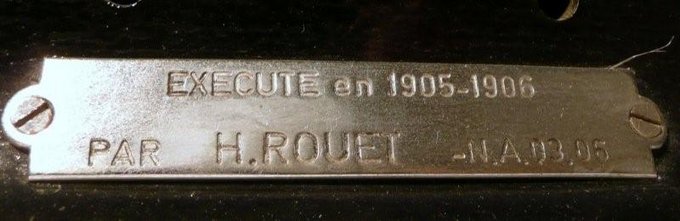 EXECUTE en 1905-1906
PAR H.ROUET -N.A.03.06